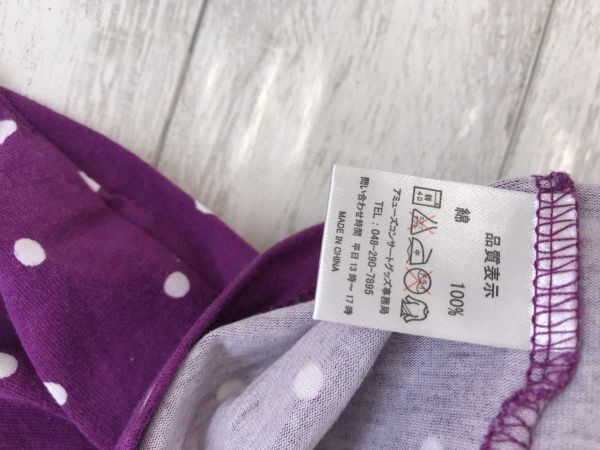 品質表示
綿 100%
弱 40
アミューズコンサートグッズ事務局
TEL : 048-290-7895
問い合わせ時間 平日13時~17時
MADE IN CHINA